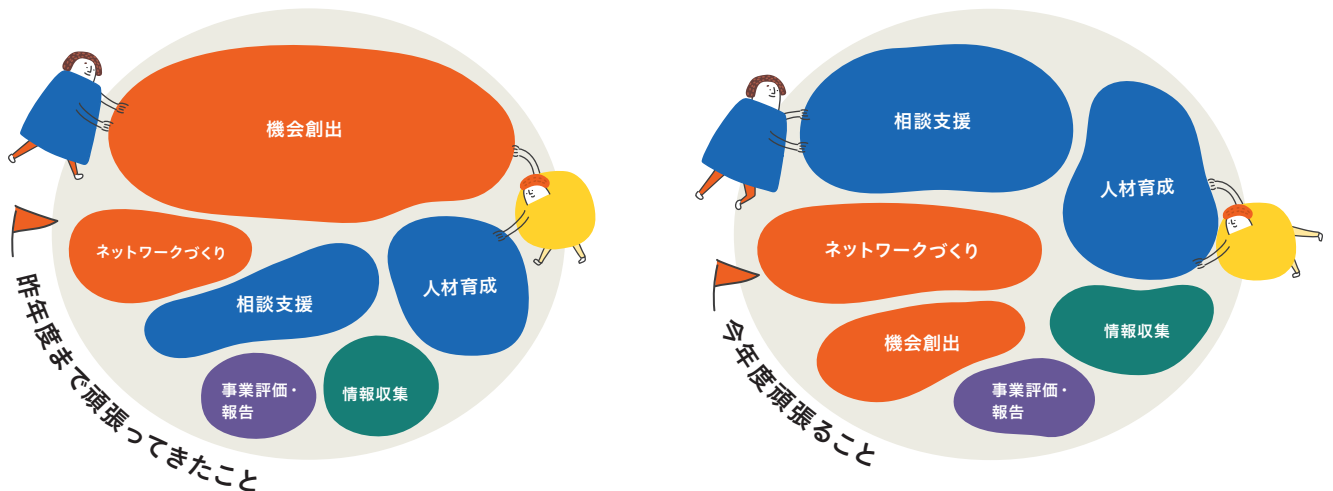 機会創出
ネットワークづくり
相談支援
人材育成
事業評価・
報告
情報収集
昨年度まで頑張ってきたこと
相談支援
人材育成
ネットワークづくり
機会創出
情報収集
事業評価・
報告
今年度頑張ること